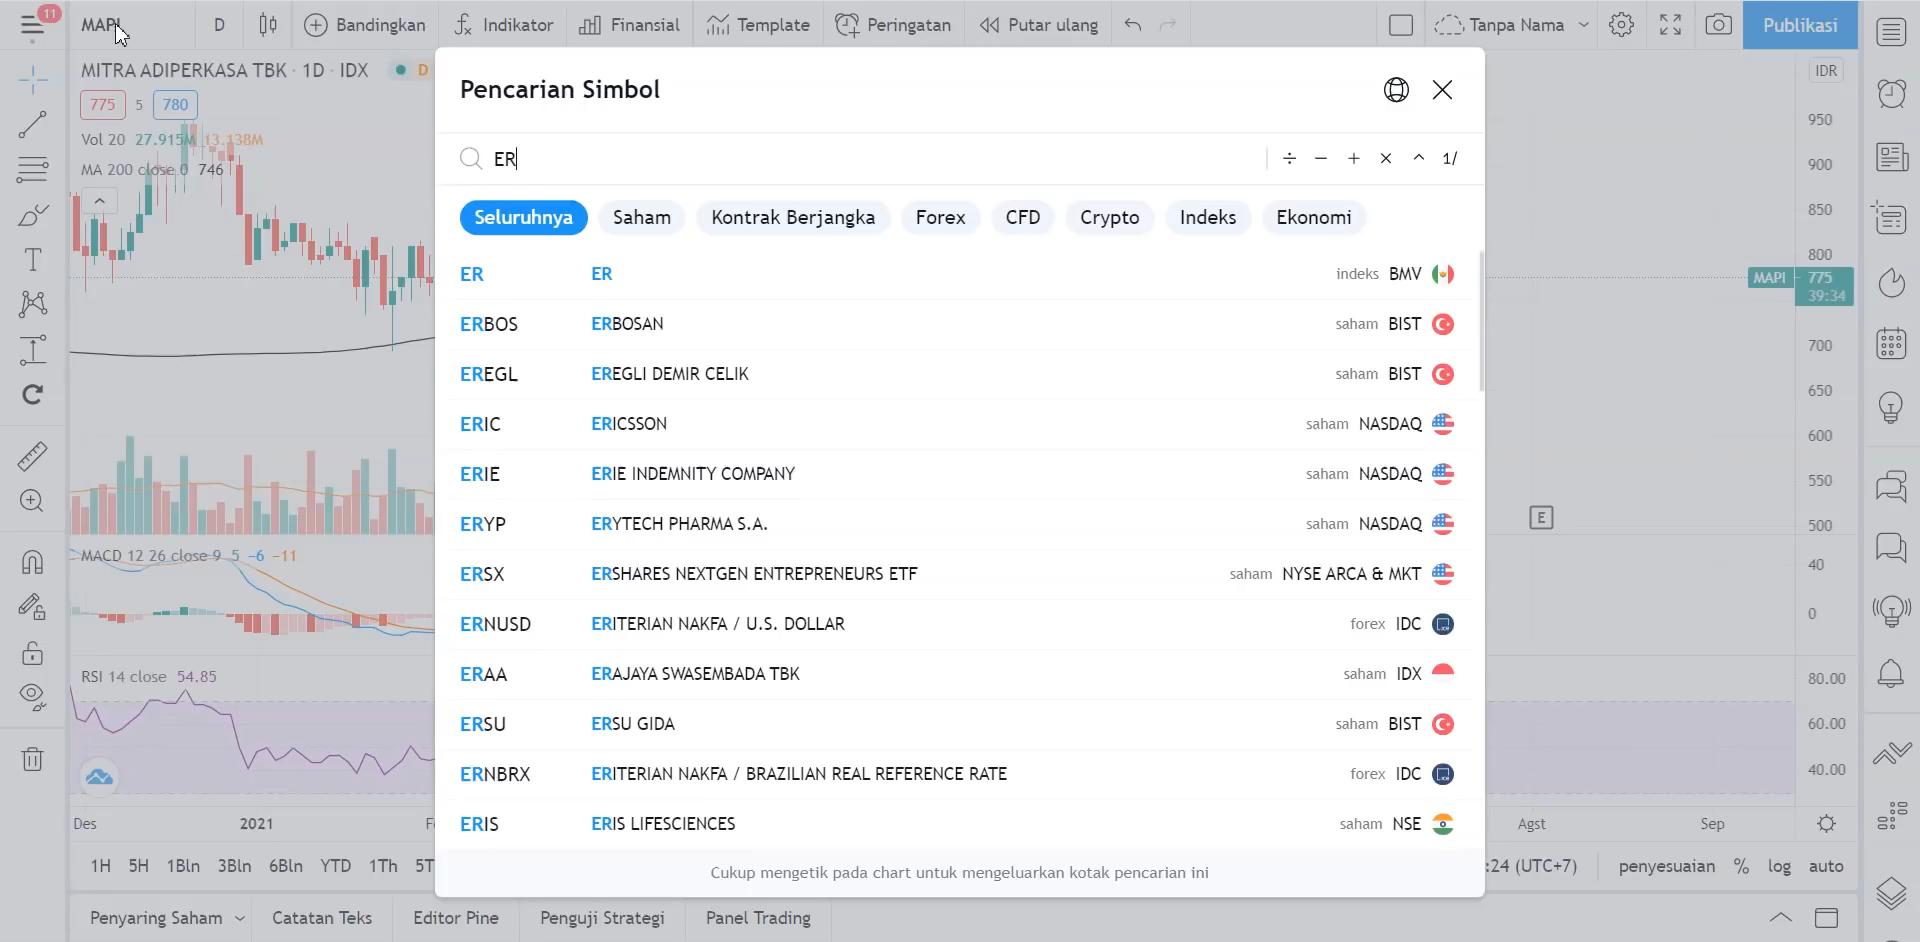 11
MAPI
D
Bandingkan
Indikator
Finansial
Template
Peringatan
Putar ulang
Tanpa Nama
Publikasi
MITRA ADIPERKASA TBK · 1D · IDX
D
IDR
775 5 780
Vol 20 27.915M 13.138M
MA 200 close 0 746
Pencarian Simbol
ER
÷ − + × ^ 1/
Seluruhnya
Saham
Kontrak Berjangka
Forex
CFD
Crypto
Indeks
Ekonomi
ER ER indeks BMV
ERBOS ERBOSAN saham BIST
EREGL EREGLI DEMIR CELIK saham BIST
ERIC ERICSSON saham NASDAQ
ERIE ERIE INDEMNITY COMPANY saham NASDAQ
ERYP ERYTECH PHARMA S.A. saham NASDAQ
ERSX ERSHARES NEXTGEN ENTREPRENEURS ETF saham NYSE ARCA & MKT
ERNUSD ERITERIAN NAKFA / U.S. DOLLAR forex IDC
ERAA ERAJAYA SWASEMBADA TBK saham IDX
ERSU ERSU GIDA saham BIST
ERNBRX ERITERIAN NAKFA / BRAZILIAN REAL REFERENCE RATE forex IDC
ERIS ERIS LIFESCIENCES saham NSE
Cukup mengetik pada chart untuk mengeluarkan kotak pencarian ini
950
900
850
800
MAPI 775
39:34
700
650
600
550
500
E
MACD 12 26 close 9 5 −6 −11
40
0
RSI 14 close 54.85
80.00
60.00
40.00
Des
2021
Agst
Sep
1H
5H
1Bln
3Bln
6Bln
YTD
1Th
:24 (UTC+7)
penyesuaian
%
log
auto
Penyaring Saham
Catatan Teks
Editor Pine
Penguji Strategi
Panel Trading